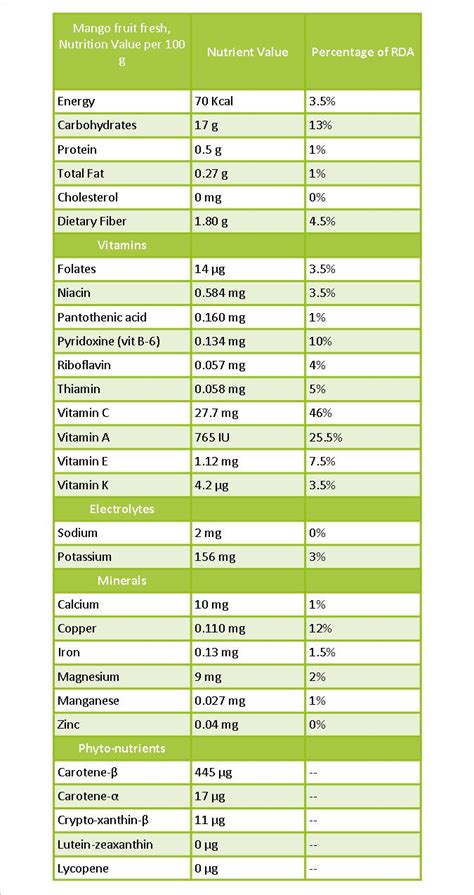 Mango fruit fresh, Nutrition Value per 100 g Nutrient Value Percentage of RDA
Energy 70 Kcal 3.5%
Carbohydrates 17 g 13%
Protein 0.5 g 1%
Total Fat 0.27 g 1%
Cholesterol 0 mg 0%
Dietary Fiber 1.80 g 4.5%
Vitamins
Folates 14 µg 3.5%
Niacin 0.584 mg 3.5%
Pantothenic acid 0.160 mg 1%
Pyridoxine (vit B-6) 0.134 mg 10%
Riboflavin 0.057 mg 4%
Thiamin 0.058 mg 5%
Vitamin C 27.7 mg 46%
Vitamin A 765 IU 25.5%
Vitamin E 1.12 mg 7.5%
Vitamin K 4.2 µg 3.5%
Electrolytes
Sodium 2 mg 0%
Potassium 156 mg 3%
Minerals
Calcium 10 mg 1%
Copper 0.110 mg 12%
Iron 0.13 mg 1.5%
Magnesium 9 mg 2%
Manganese 0.027 mg 1%
Zinc 0.04 mg 0%
Phyto-nutrients
Carotene-β 445 µg --
Carotene-α 17 µg --
Crypto-xanthin-β 11 µg --
Lutein-zeaxanthin 0 µg --
Lycopene 0 µg --